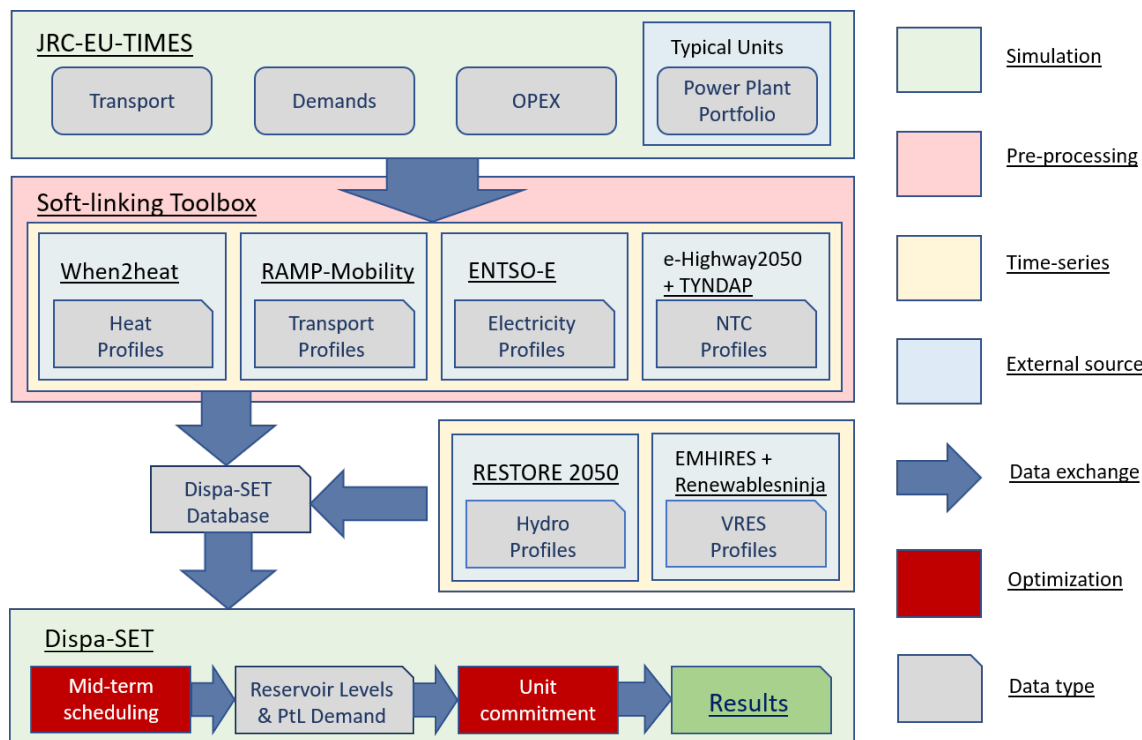 JRC-EU-TIMES
Transport
Demands
OPEX
Typical Units
Power Plant
Portfolio
Soft-linking Toolbox
When2heat
Heat
Profiles
RAMP-Mobility
Transport
Profiles
ENTSO-E
Electricity
Profiles
e-Highway2050
+ TYNDAP
NTC
Profiles
Dispa-SET
Database
RESTORE 2050
Hydro
Profiles
EMHIRES +
Renewablesninja
VRES
Profiles
Dispa-SET
Mid-term
scheduling
Reservoir Levels
& PtL Demand
Unit
commitment
Results
Simulation
Pre-processing
Time-series
External source
Data exchange
Optimization
Data type